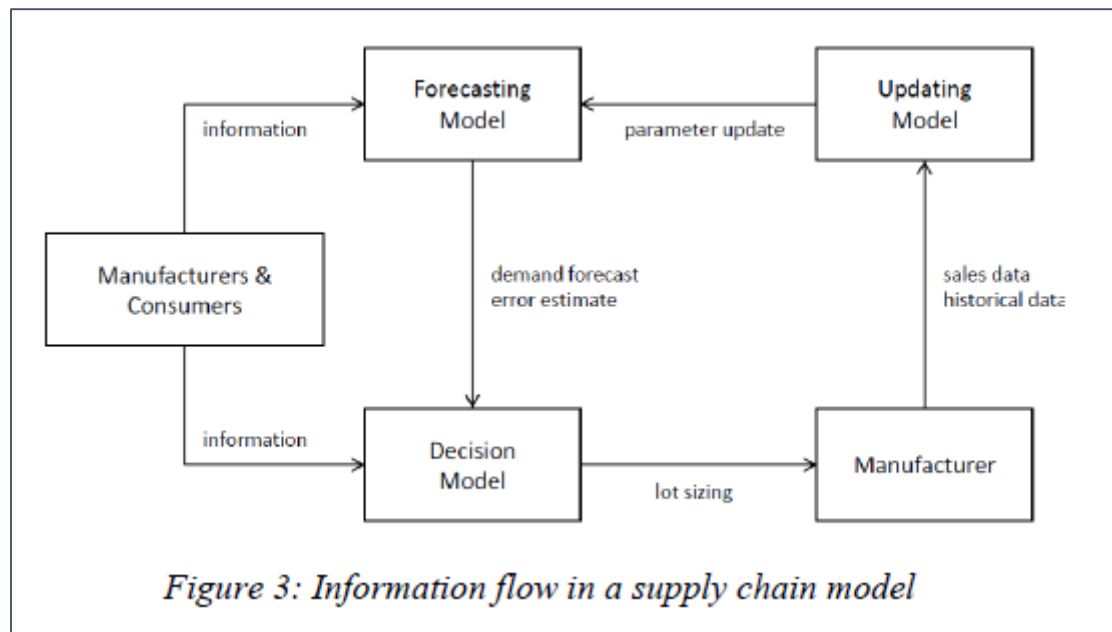 Forecasting
Model
Updating
Model
information
parameter update
Manufacturers &
Consumers
demand forecast
error estimate
sales data
historical data
information
Decision
Model
Manufacturer
lot sizing
Figure 3: Information flow in a supply chain model